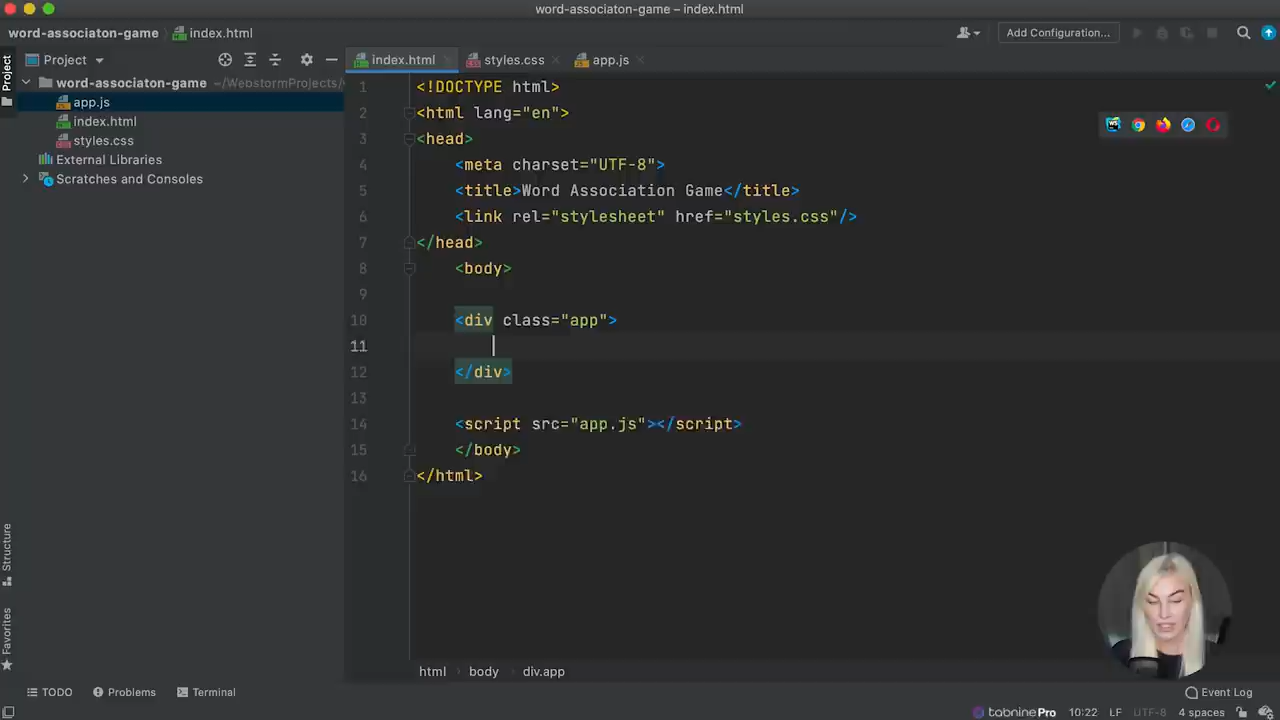 word-associaton-game – index.html
word-associaton-game
index.html
Add Configuration...
Project
Project
index.html
styles.css
app.js
word-associaton-game ~/WebstormProjects/
app.js
index.html
styles.css
External Libraries
Scratches and Consoles
1 <!DOCTYPE html>
2 <html lang="en">
3 <head>
4 <meta charset="UTF-8">
5 <title>Word Association Game</title>
6 <link rel="stylesheet" href="styles.css"/>
7 </head>
8 <body>
9
10 <div class="app">
11
12 </div>
13
14 <script src="app.js"></script>
15 </body>
16 </html>
Structure
Favorites
html body div.app
TODO Problems Terminal Event Log
tabnine Pro 10:22 LF UTF-8 4 spaces